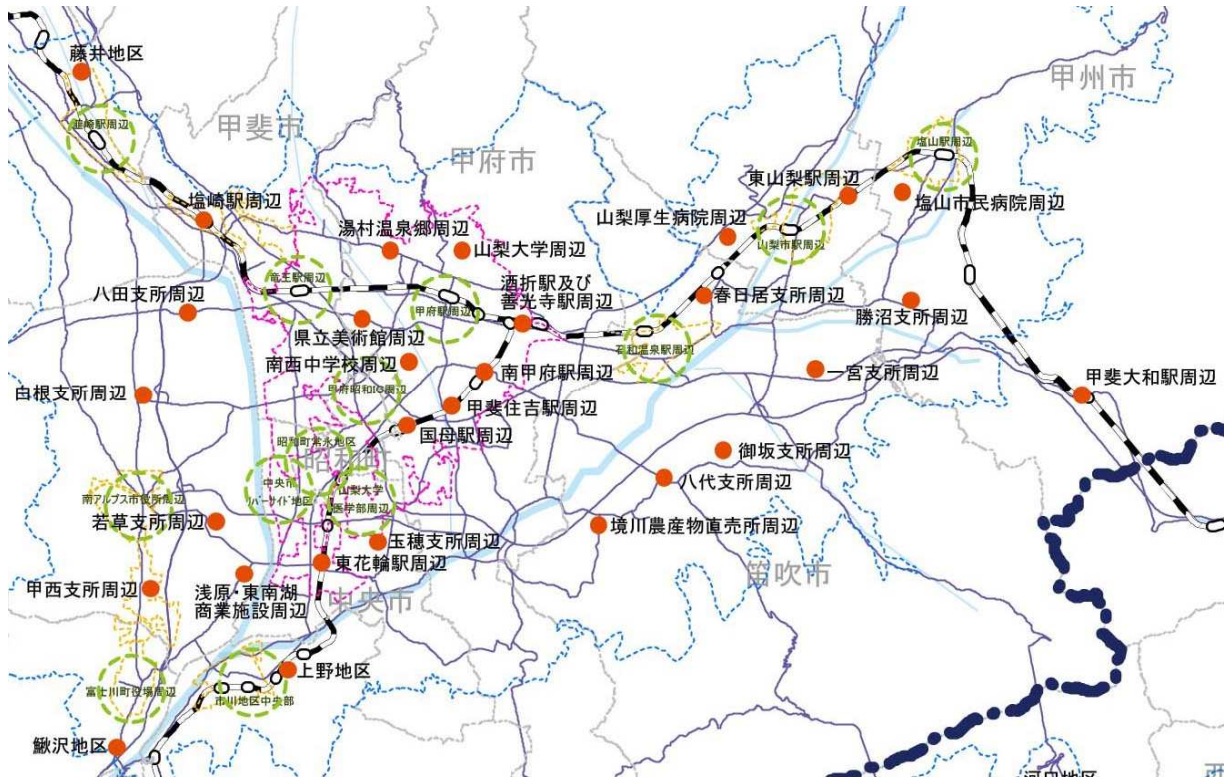 藤井地区
甲州市
韮崎駅周辺
甲斐市
塩山駅周辺
甲府市
東山梨駅周辺
塩崎駅周辺
塩山市民病院周辺
湯村温泉郷周辺
山梨厚生病院周辺
山梨大学周辺
山梨市駅周辺
竜王駅周辺
酒折駅及び
善光寺駅周辺
八田支所周辺
春日居支所周辺
甲府駅周辺
勝沼支所周辺
県立美術館周辺
石和温泉駅周辺
南西中学校周辺
南甲府駅周辺
一宮支所周辺
甲斐大和駅周辺
甲府昭和IC周辺
白根支所周辺
甲斐住吉駅周辺
国母駅周辺
昭和町常永地区
御坂支所周辺
昭和町
八代支所周辺
中央市
リバーサイド地区
山梨大学
医学部周辺
南アルプス市役所周辺
若草支所周辺
境川農産物直売所周辺
玉穂支所周辺
東花輪駅周辺
笛吹市
甲西支所周辺
浅原・東南湖
商業施設周辺
中央市
上野地区
富士川町役場周辺
市川地区中央部
鰍沢地区